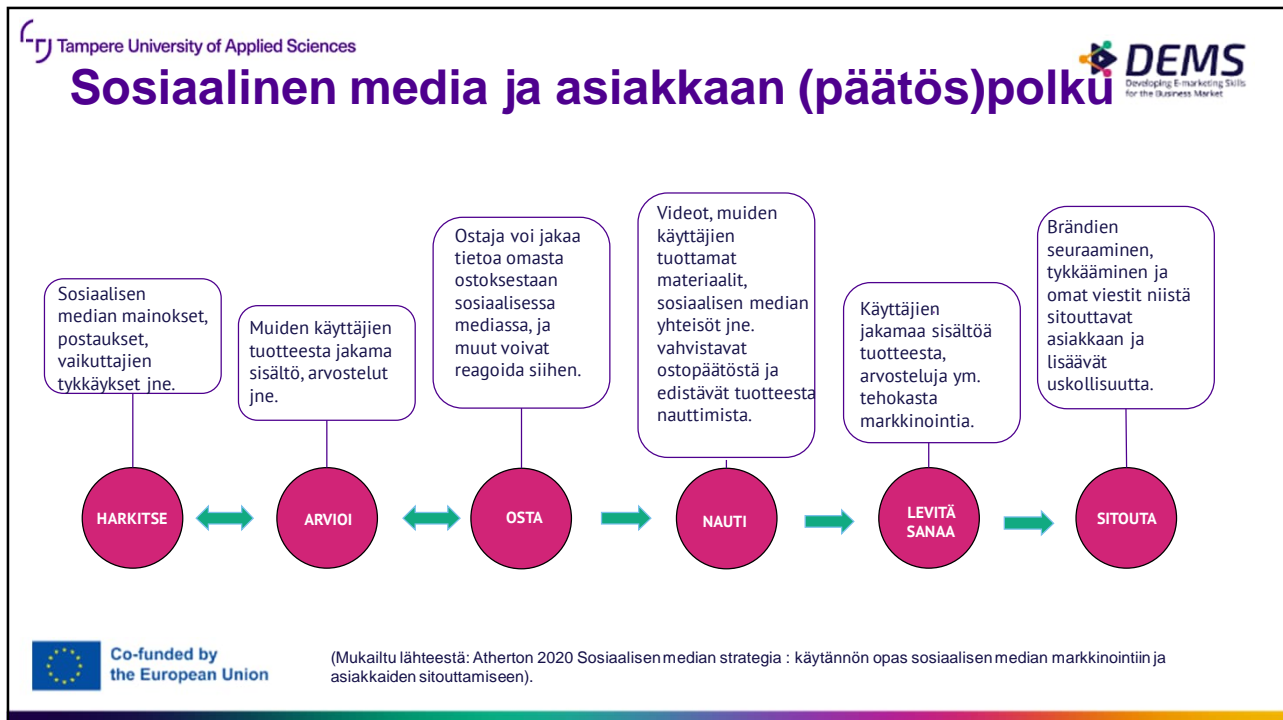 Tampere University of Applied Sciences
DEMS
Developing E-marketing Skills
for the Business Market
Sosiaalinen media ja asiakkaan (päätös)polku
Sosiaalisen
median mainokset,
postaukset,
vaikuttajien
tykkäykset jne.
Muiden käyttäjien
tuotteesta jakama
sisältö, arvostelut
jne.
Ostaja voi jakaa
tietoa omasta
ostoksestaan
sosiaalisessa
mediassa, ja
muut voivat
reagoida siihen.
Videot, muiden
käyttäjien
tuottamat
materiaalit,
sosiaalisen median
yhteisöt jne.
vahvistavat
ostopäätöstä ja
edistävät tuotteesta
nauttimista.
Käyttäjien
jakamaa sisältöä
tuotteesta,
arvosteluja ym.
tehokasta
markkinointia.
Brändien
seuraaminen,
tykkääminen ja
omat viestit niistä
sitouttavat
asiakkaan ja
lisäävät
uskollisuutta.
HARKITSE
ARVIOI
OSTA
NAUTI
LEVITÄ
SANAA
SITOUTA
Co-funded by
the European Union
(Mukailtu lähteestä: Atherton 2020 Sosiaalisen median strategia : käytännön opas sosiaalisen median markkinointiin ja
asiakkaiden sitouttamiseen).